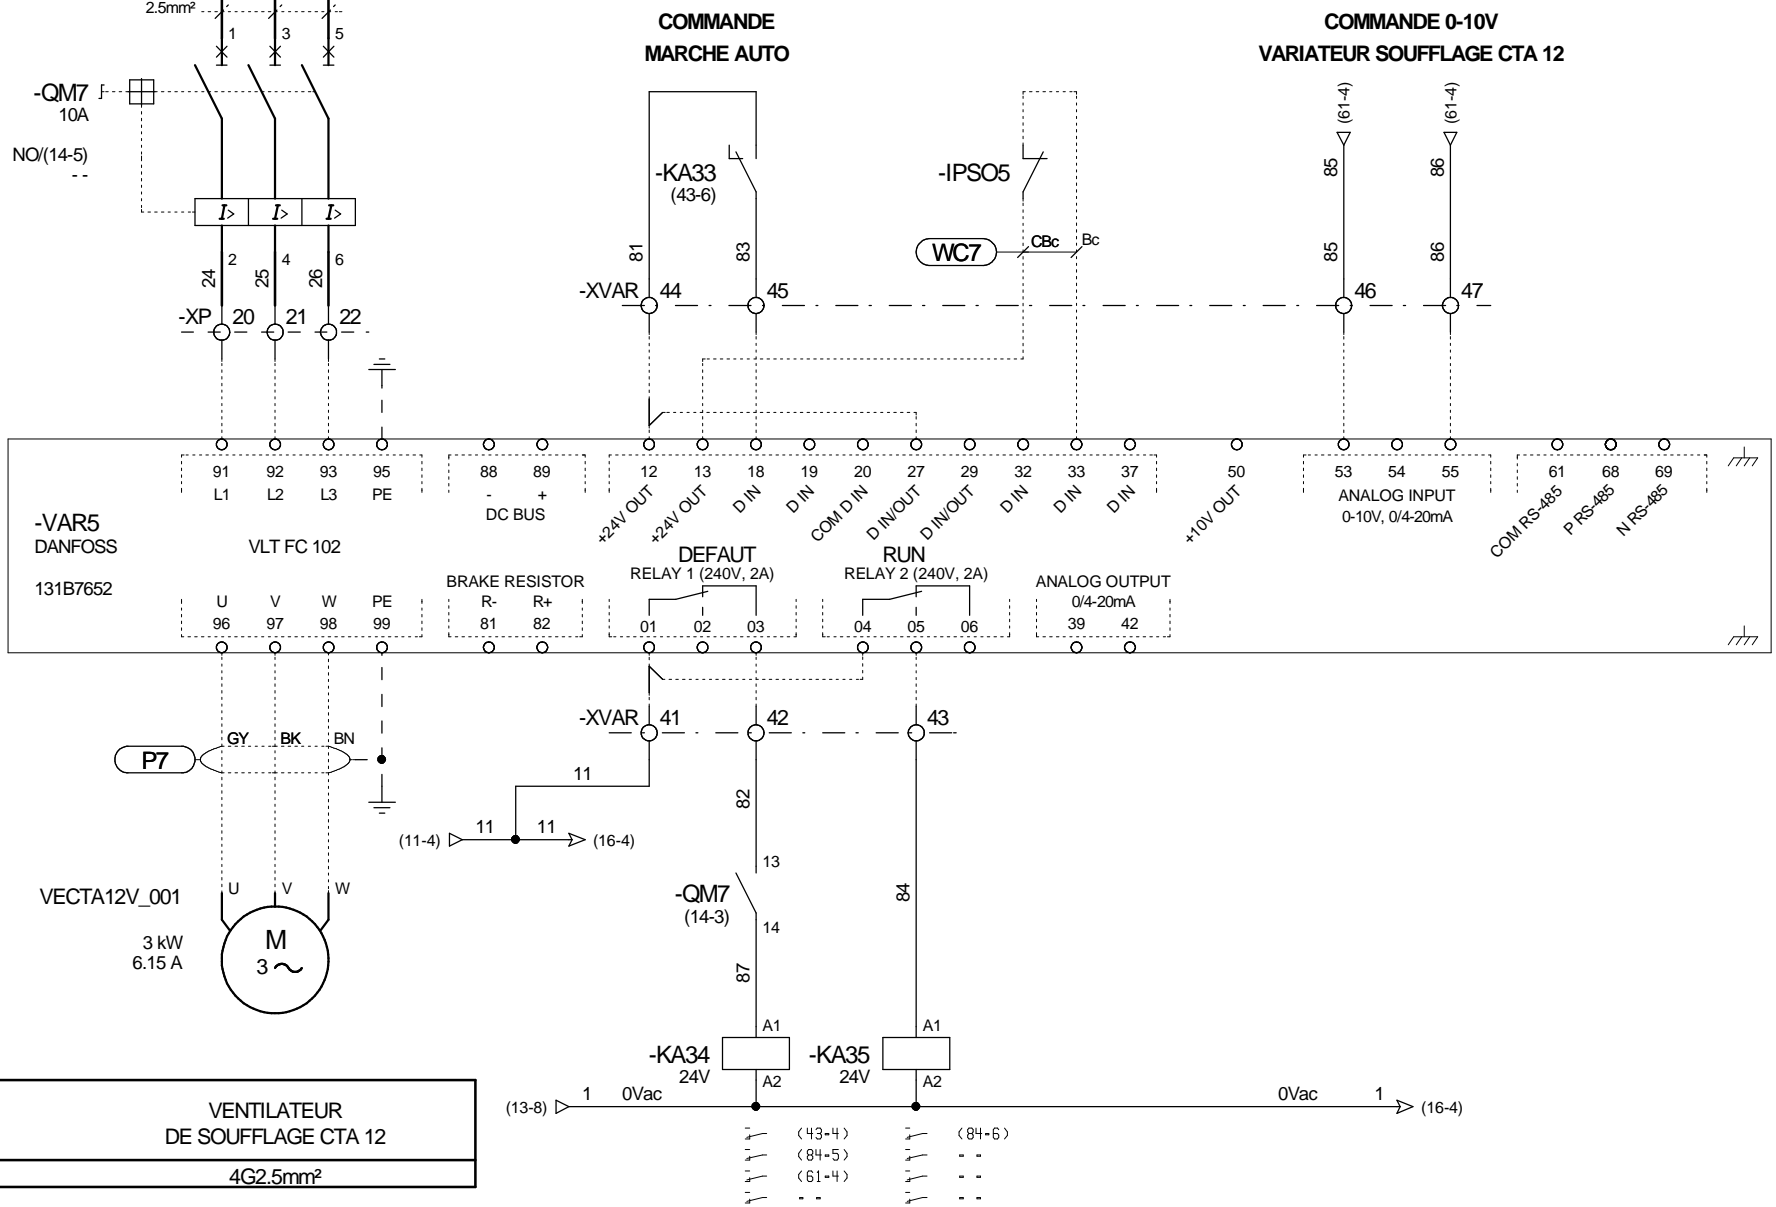 2.5mm²
1 3 5
COMMANDE
MARCHE AUTO
COMMANDE 0-10V
VARIATEUR SOUFFLAGE CTA 12
-QM7
10A
NO/(14-5)
- -
I> I> I>
2 4 6
24 25 26
-XP 20 21 22
-KA33
(43-6)
81 83
-XVAR 44 45 46 47
-IPSO5
WC7 CBc Bc
(61-4) (61-4)
85 86
85 86
91 92 93 95
L1 L2 L3 PE
88 89
- +
DC BUS
12 13 18 19 20 27 29 32 33 37
+24V OUT +24V OUT D IN D IN COM D IN D IN/OUT D IN/OUT D IN D IN D IN
50
+10V OUT
53 54 55
ANALOG INPUT
0-10V, 0/4-20mA
61 68 69
COM RS-485 P RS-485 N RS-485
-VAR5
DANFOSS
131B7652
VLT FC 102
U V W PE
96 97 98 99
BRAKE RESISTOR
R- R+
81 82
DEFAUT
RELAY 1 (240V, 2A)
01 02 03
RUN
RELAY 2 (240V, 2A)
04 05 06
ANALOG OUTPUT
0/4-20mA
39 42
-XVAR 41 42 43
P7 GY BK BN
11
(11-4) 11 11 (16-4)
82
84
13
-QM7
(14-3)
14
87
VECTA12V_001
U V W
3 kW
6.15 A
M
3
A1 A1
-KA34 -KA35
24V 24V
A2 A2
(13-8) 1 0Vac 0Vac 1 (16-4)
(43-4) (84-6)
(84-5) - -
(61-4) - -
- - - -
VENTILATEUR
DE SOUFFLAGE CTA 12
4G2.5mm²